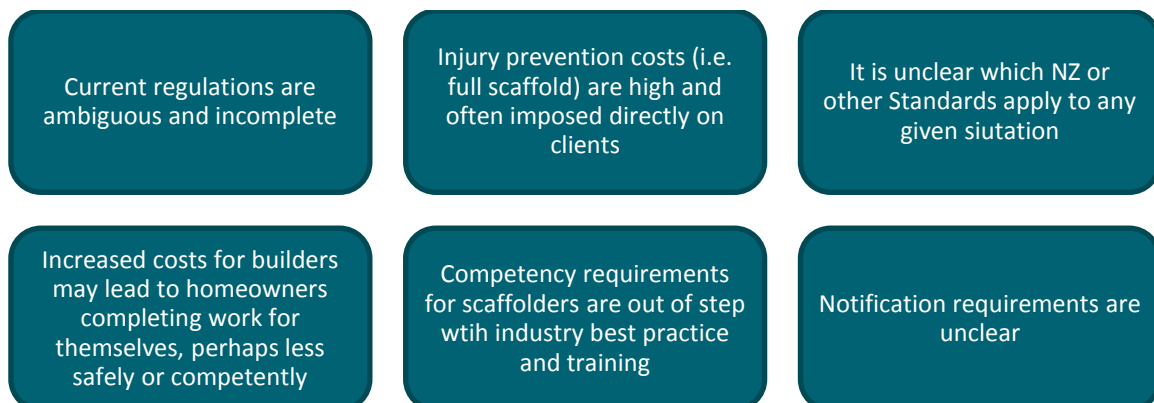 Current regulations are
ambiguous and incomplete
Injury prevention costs (i.e.
full scaffold) are high and
often imposed directly on
clients
It is unclear which NZ or
other Standards apply to any
given siutation
Increased costs for builders
may lead to homeowners
completing work for
themselves, perhaps less
safely or competently
Competency requirements
for scaffolders are out of step
wtih industry best practice
and training
Notification requirements are
unclear